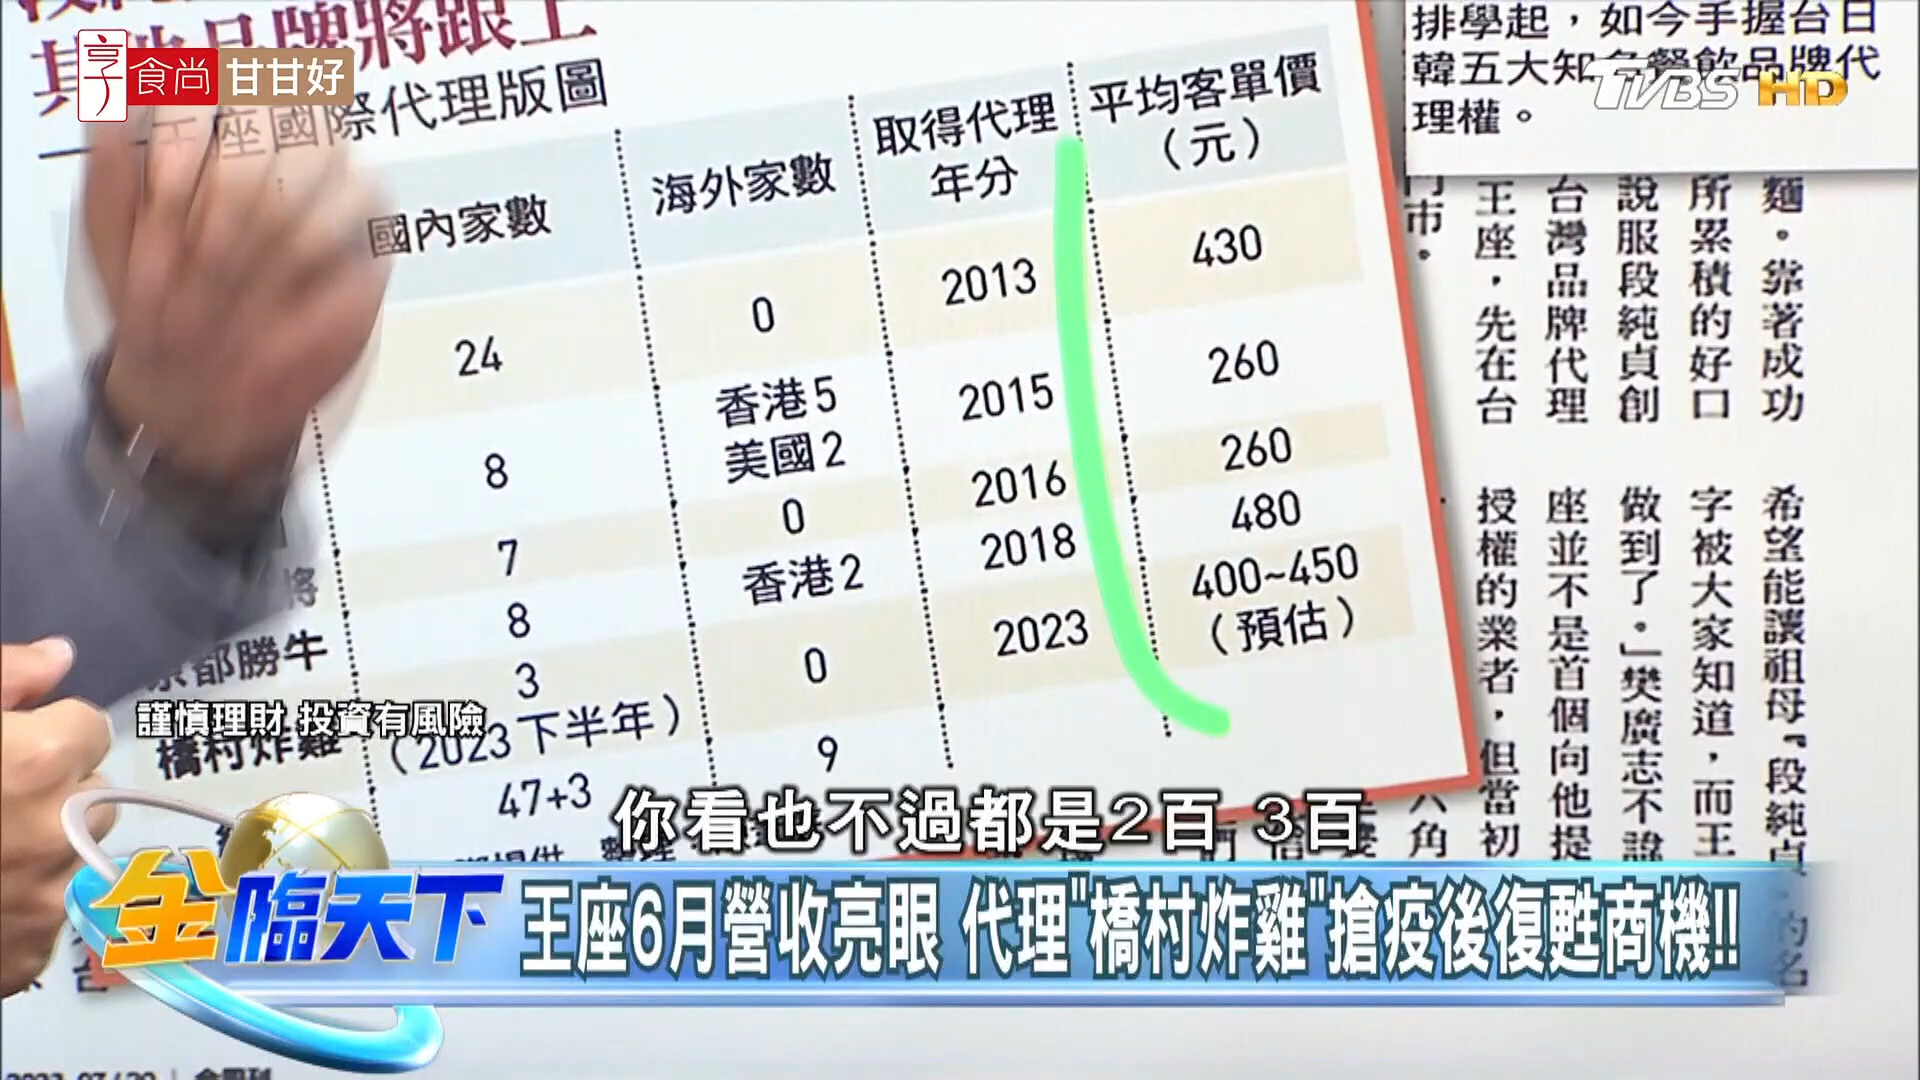 其他品牌將跟上
享 食尚 甘甘好
王座國際代理版圖
國內家數 海外家數 取得代理年分 平均客單價（元）
24 0 2013 430
8 香港5 美國2 2015 260
7 0 2016 260
京都勝牛 8 香港2 2018 480
橋村炸雞 3（2023下半年） 0 2023 400~450（預估）
47+3 9
排學起，如今手握台日
韓五大知名餐飲品牌代
理權。
TVBS HD
麵。靠著成功
所累積的好口
說服段純貞創
台灣品牌代理
王座，先在台
門市。
希望能讓祖母『段純貞』的名
字被大家知道，而王
做到了。」樊廣志不諱
座並不是首個向他提
授權的業者，但當初
六角
謹慎理財 投資有風險
你看也不過都是2百 3百
金臨天下
王座6月營收亮眼 代理"橋村炸雞"搶疫後復甦商機!!